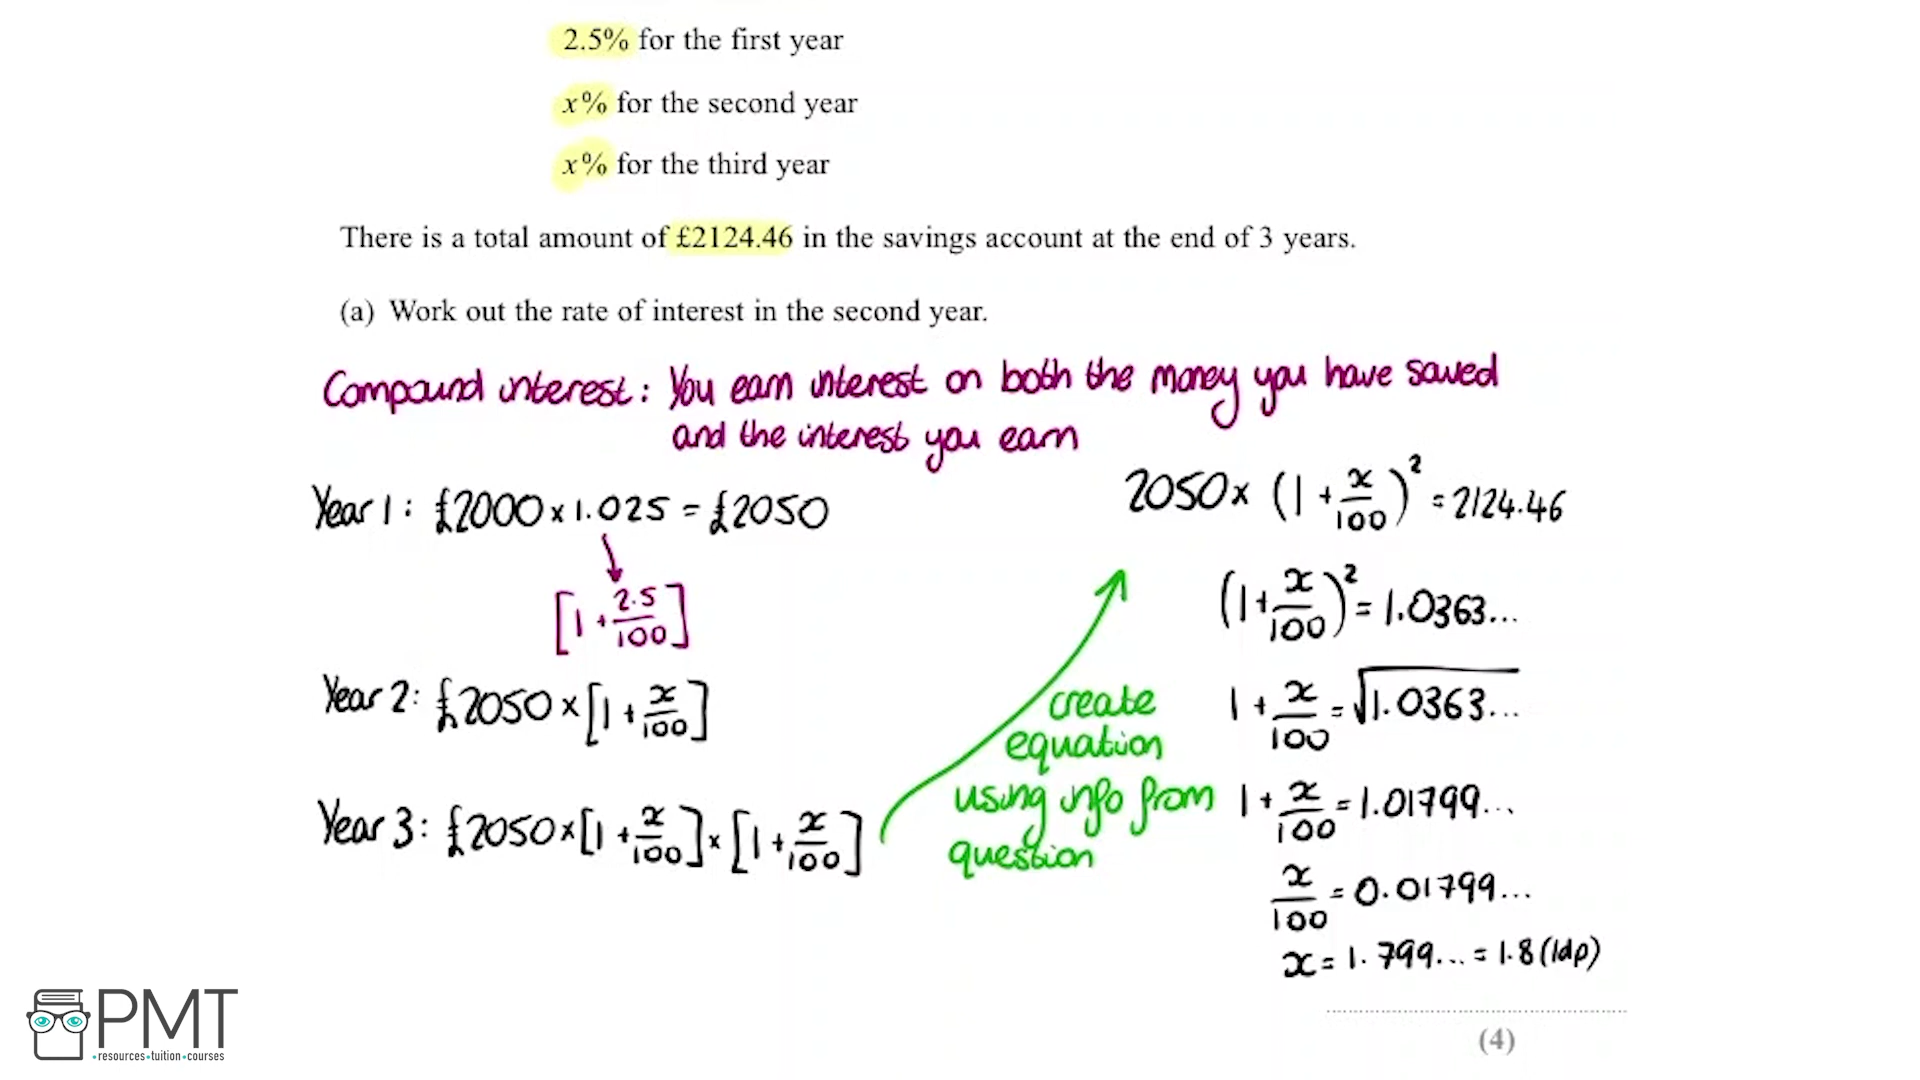 2.5% for the first year
x% for the second year
x% for the third year
There is a total amount of £2124.46 in the savings account at the end of 3 years.
(a) Work out the rate of interest in the second year.
Compound interest: You earn interest on both the money you have saved
and the interest you earn
Year 1: £2000 × 1.025 = £2050
[1 + 2.5/100]
Year 2: £2050 × [1 + x/100]
Year 3: £2050 × [1 + x/100] × [1 + x/100]
create
equation
using info from
question
2050 × (1 + x/100)² = 2124.46
(1 + x/100)² = 1.0363...
1 + x/100 = √1.0363...
1 + x/100 = 1.01799...
x/100 = 0.01799...
x = 1.799... = 1.8 (1dp)
(4)
PMT
•resources•tuition•courses